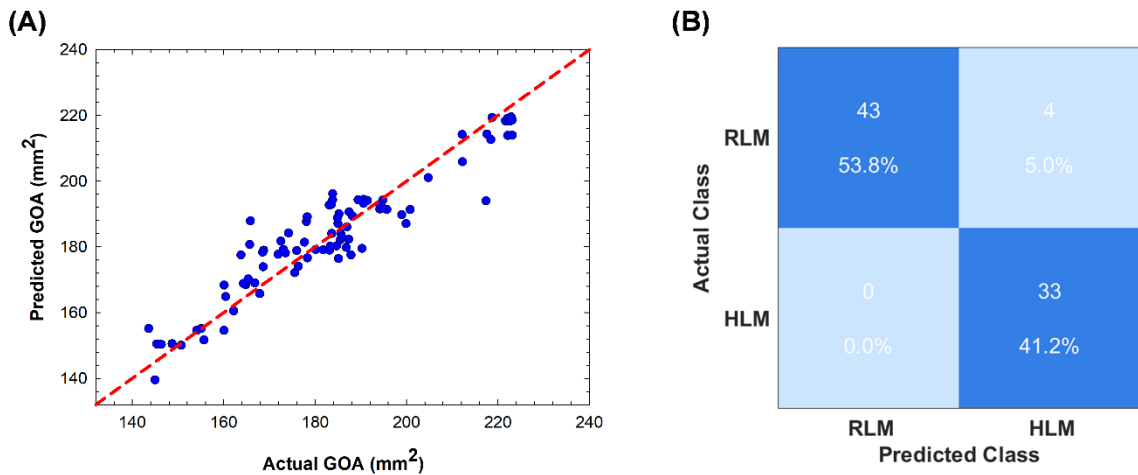 (A)
240
220
200
180
160
140
Predicted GOA (mm²)
140 160 180 200 220 240
Actual GOA (mm²)
(B)
Actual Class
RLM
43 4
53.8% 5.0%
HLM
0 33
0.0% 41.2%
RLM HLM
Predicted Class